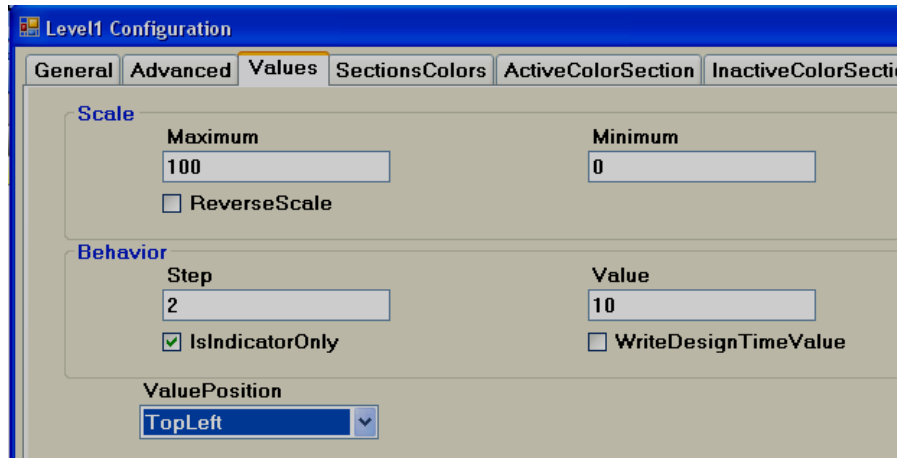 Level1 Configuration
General Advanced Values SectionsColors ActiveColorSection InactiveColorSecti
Scale
Maximum Minimum
100 0
ReverseScale
Behavior
Step Value
2 10
IsIndicatorOnly WriteDesignTimeValue
ValuePosition
TopLeft